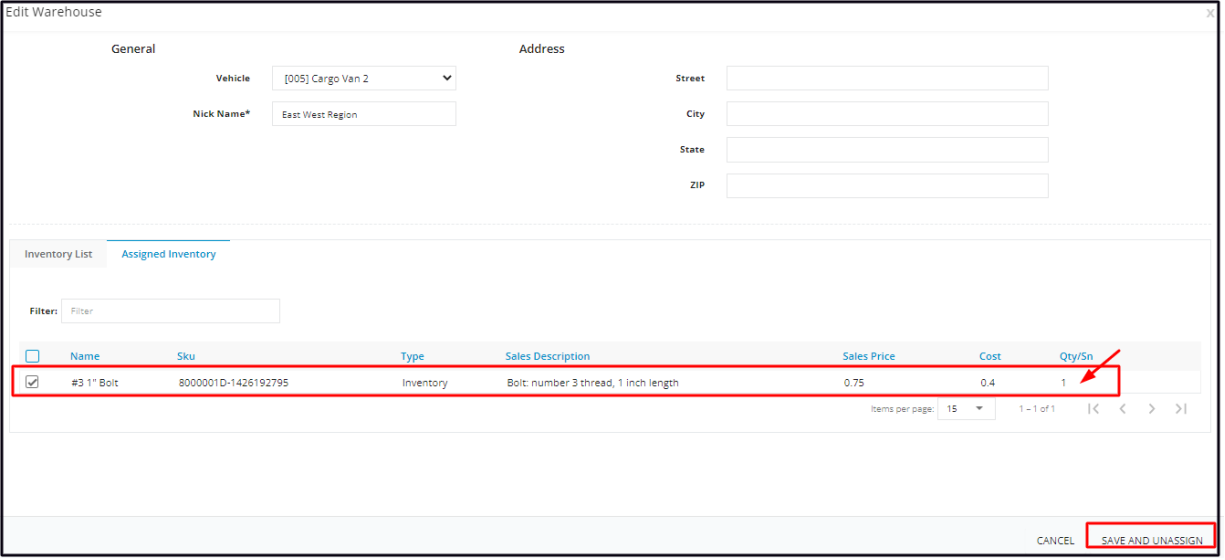 Edit Warehouse
x
General
Address
Vehicle
[005] Cargo Van 2
Street
Nick Name*
East West Region
City
State
ZIP
Inventory List
Assigned Inventory
Filter:
Filter
Name Sku Type Sales Description Sales Price Cost Qty/Sn
#3 1" Bolt 8000001D-1426192795 Inventory Bolt: number 3 thread, 1 inch length 0.75 0.4 1
Items per page: 15 1 – 1 of 1
CANCEL SAVE AND UNASSIGN